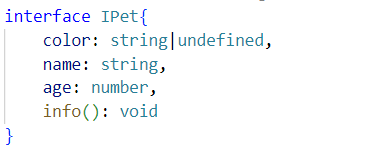 interface IPet{
    color: string|undefined,
    name: string,
    age: number,
    info(): void
}